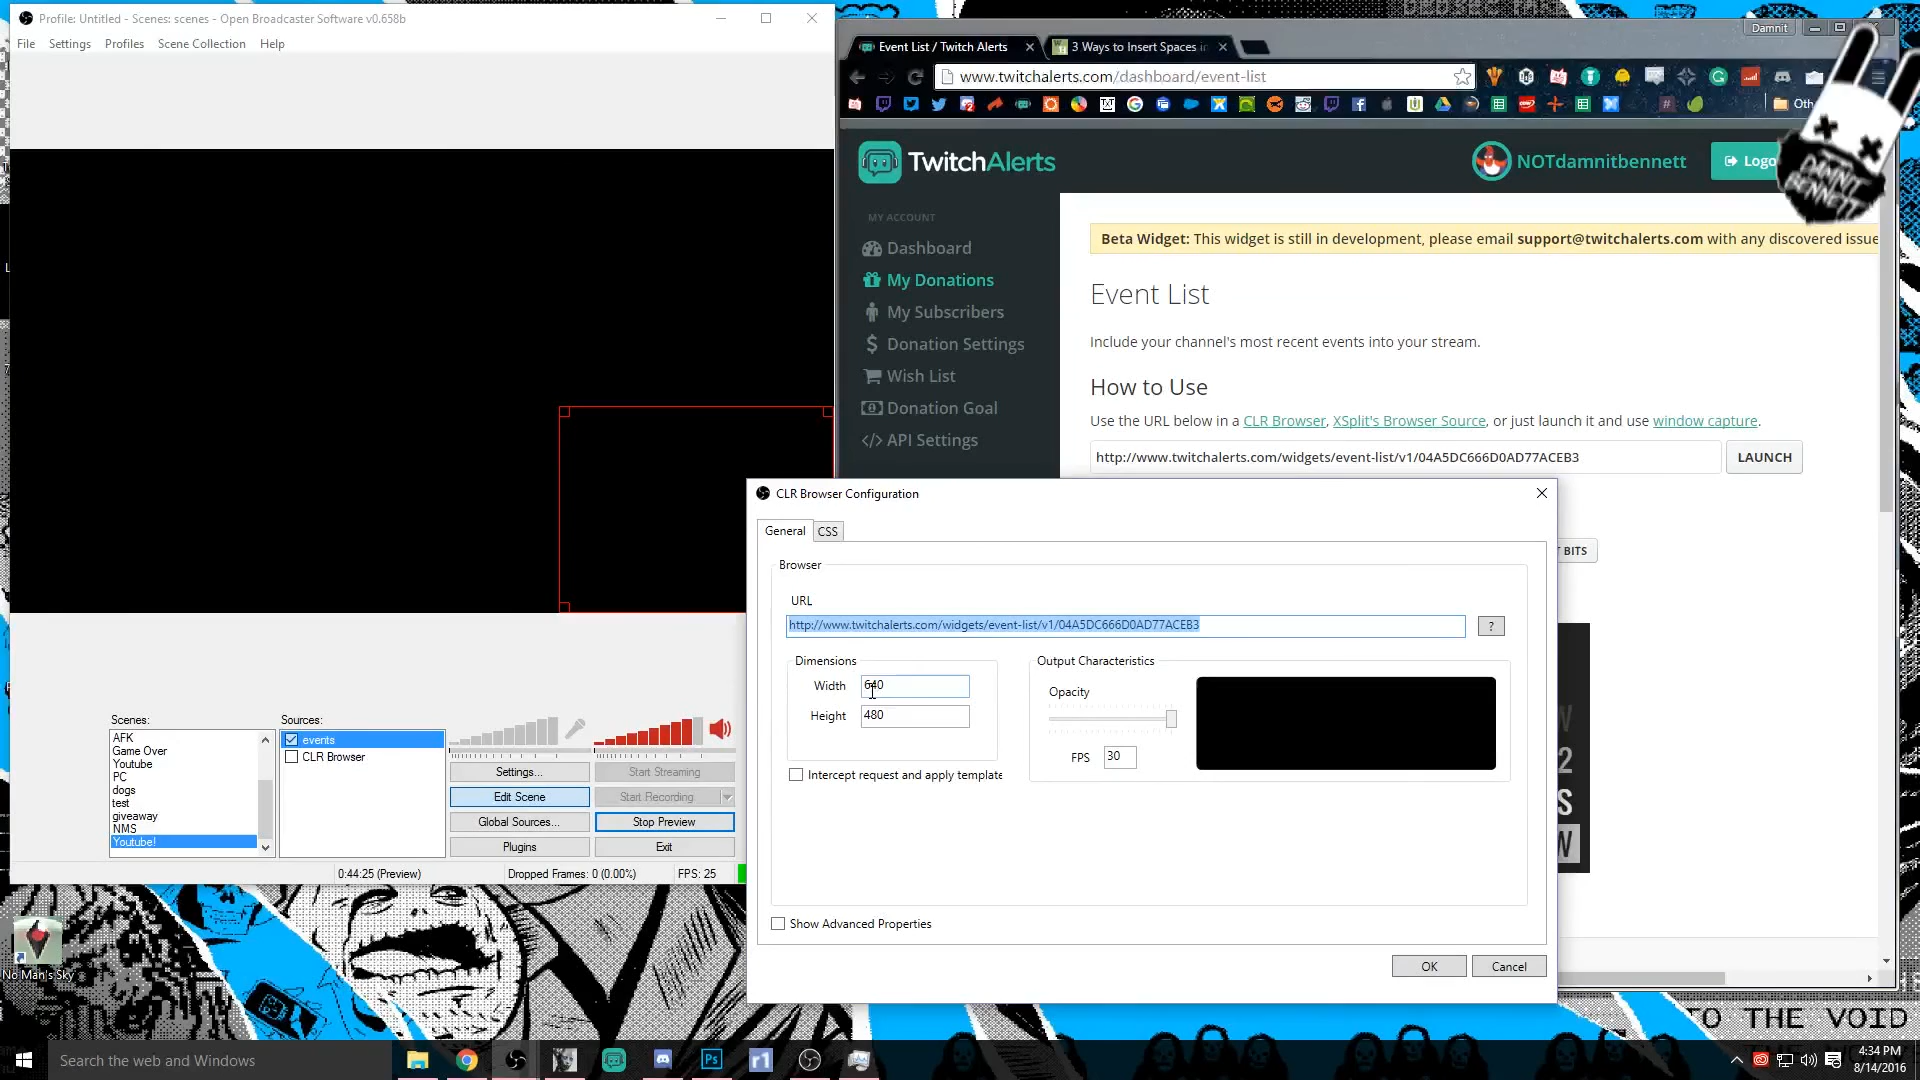 Profile: Untitled - Scenes: scenes - Open Broadcaster Software v0.658b
File Settings Profiles Scene Collection Help
Damnit
Event List / Twitch Alerts
3 Ways to Insert Spaces in
www.twitchalerts.com/dashboard/event-list
TwitchAlerts
NOTdamnitbennett
Logo
DAMNIT
BENNETT
MY ACCOUNT
Dashboard
My Donations
My Subscribers
Donation Settings
Wish List
Donation Goal
API Settings
Beta Widget: This widget is still in development, please email support@twitchalerts.com with any discovered issue
Event List
Include your channel's most recent events into your stream.
How to Use
Use the URL below in a CLR Browser, XSplit's Browser Source, or just launch it and use window capture.
http://www.twitchalerts.com/widgets/event-list/v1/04A5DC666D0AD77ACEB3
LAUNCH
BITS
CLR Browser Configuration
General CSS
Browser
URL
http://www.twitchalerts.com/widgets/event-list/v1/04A5DC666D0AD77ACEB3
?
Dimensions
Width 640
Height 480
Intercept request and apply template
Output Characteristics
Opacity
FPS 30
Show Advanced Properties
OK Cancel
Scenes:
AFK
Game Over
Youtube
PC
dogs
test
giveaway
NMS
Youtube!
Sources:
events
CLR Browser
Settings... Start Streaming
Edit Scene Start Recording
Global Sources... Stop Preview
Plugins Exit
0:44:25 (Preview) Dropped Frames: 0 (0.00%) FPS: 25
No Man's Sky
TO THE VOID
Search the web and Windows
4:34 PM
8/14/2016